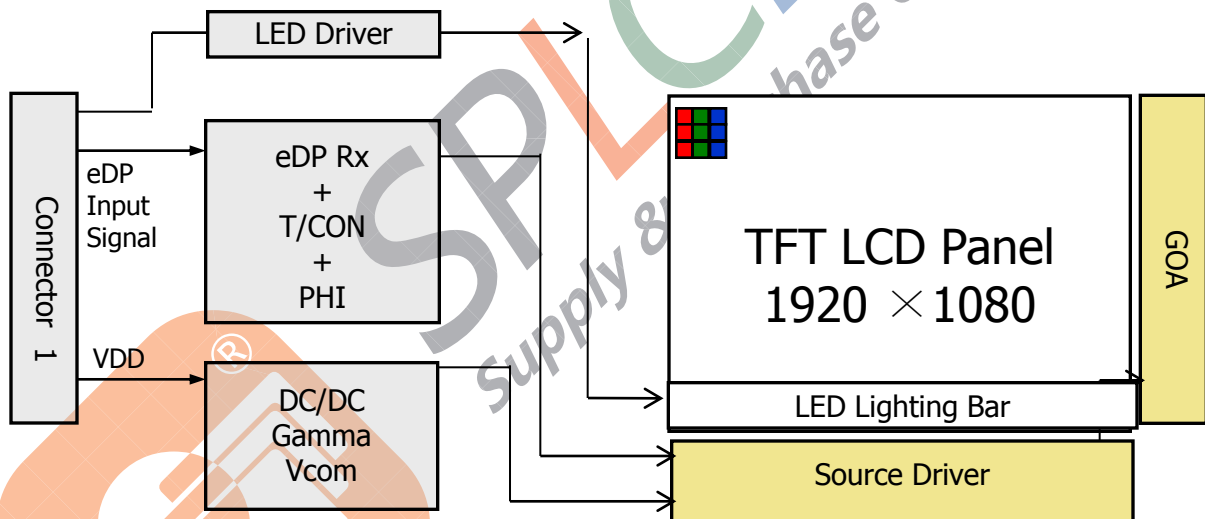 LED Driver
Connector 1
eDP
Input
Signal
eDP Rx
+
T/CON
+
PHI
VDD
DC/DC
Gamma
Vcom
TFT LCD Panel
1920 ×1080
GOA
LED Lighting Bar
Source Driver
SPLC
Supply &
hase
®